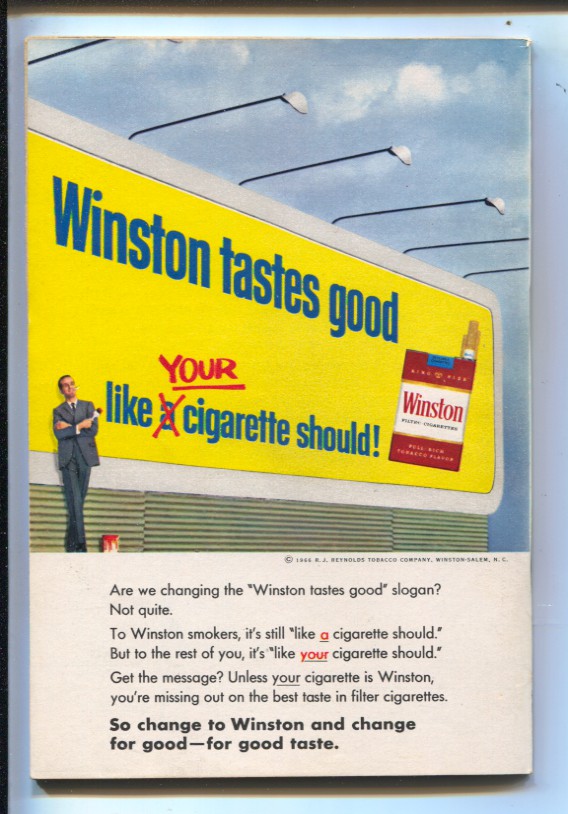 Winston tastes good
YOUR
like a cigarette should!
KING SIZE
Winston
FILTER · CIGARETTES
FULL · RICH
TOBACCO FLAVOR
© 1966 R. J. REYNOLDS TOBACCO COMPANY, WINSTON-SALEM, N. C.
Are we changing the "Winston tastes good" slogan?
Not quite.
To Winston smokers, it's still "like a cigarette should."
But to the rest of you, it's "like your cigarette should."
Get the message? Unless your cigarette is Winston,
you're missing out on the best taste in filter cigarettes.
So change to Winston and change
for good—for good taste.